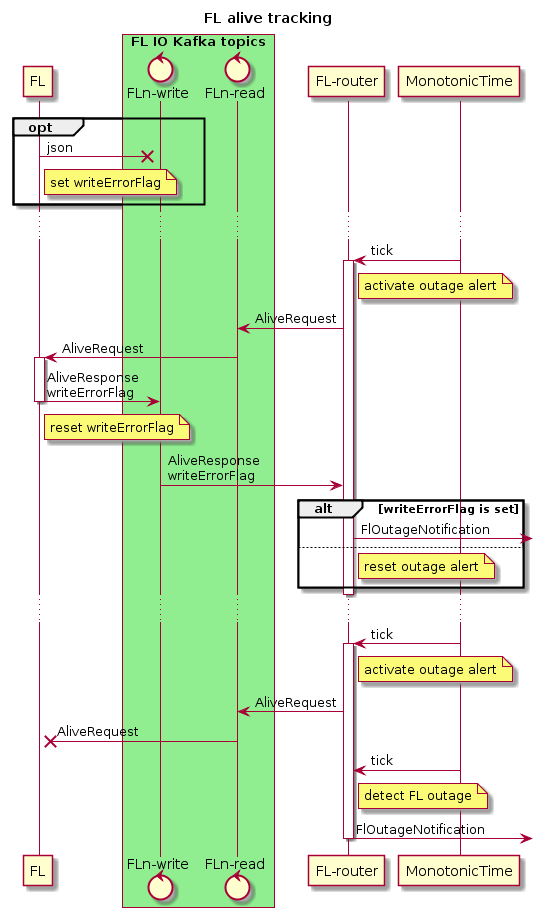 FL alive tracking
FL IO Kafka topics
FL
FLn-write
FLn-read
FL-router
MonotonicTime
opt
json
set writeErrorFlag
tick
activate outage alert
AliveRequest
AliveRequest
AliveResponse
writeErrorFlag
reset writeErrorFlag
AliveResponse
writeErrorFlag
alt
[writeErrorFlag is set]
FlOutageNotification
reset outage alert
tick
activate outage alert
AliveRequest
AliveRequest
tick
detect FL outage
FlOutageNotification
FL
FLn-write
FLn-read
FL-router
MonotonicTime